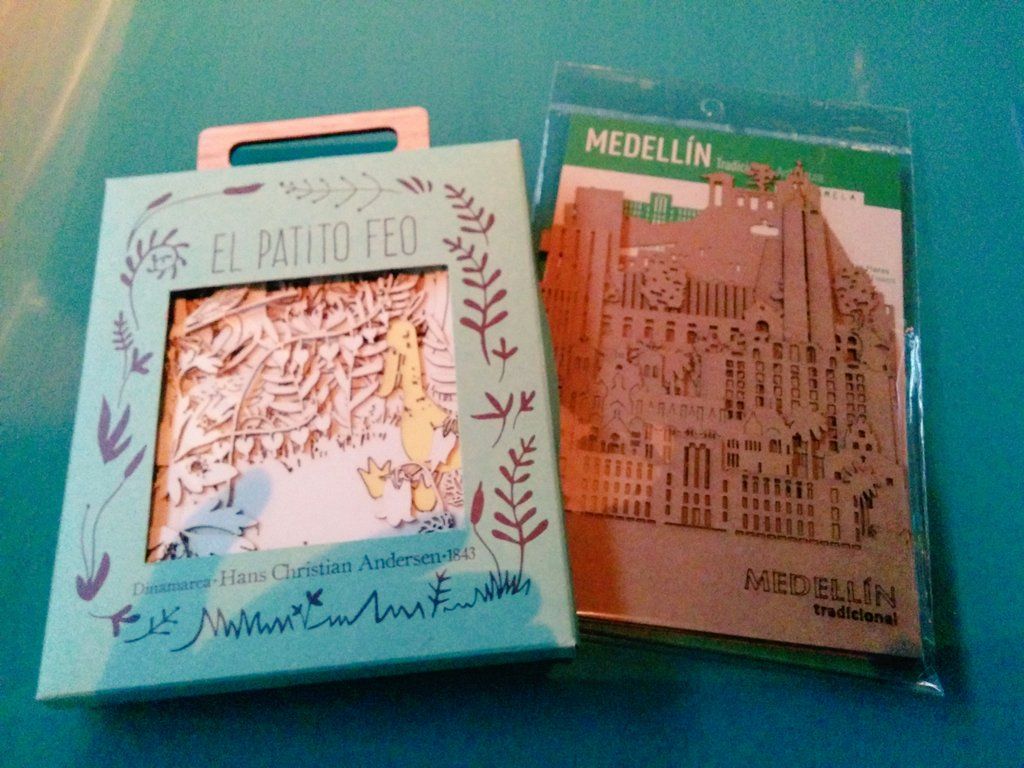 EL PATITO FEO
Dinamarca·Hans Christian Andersen·1843
MEDELLÍN
MEDELLÍN
tradicional